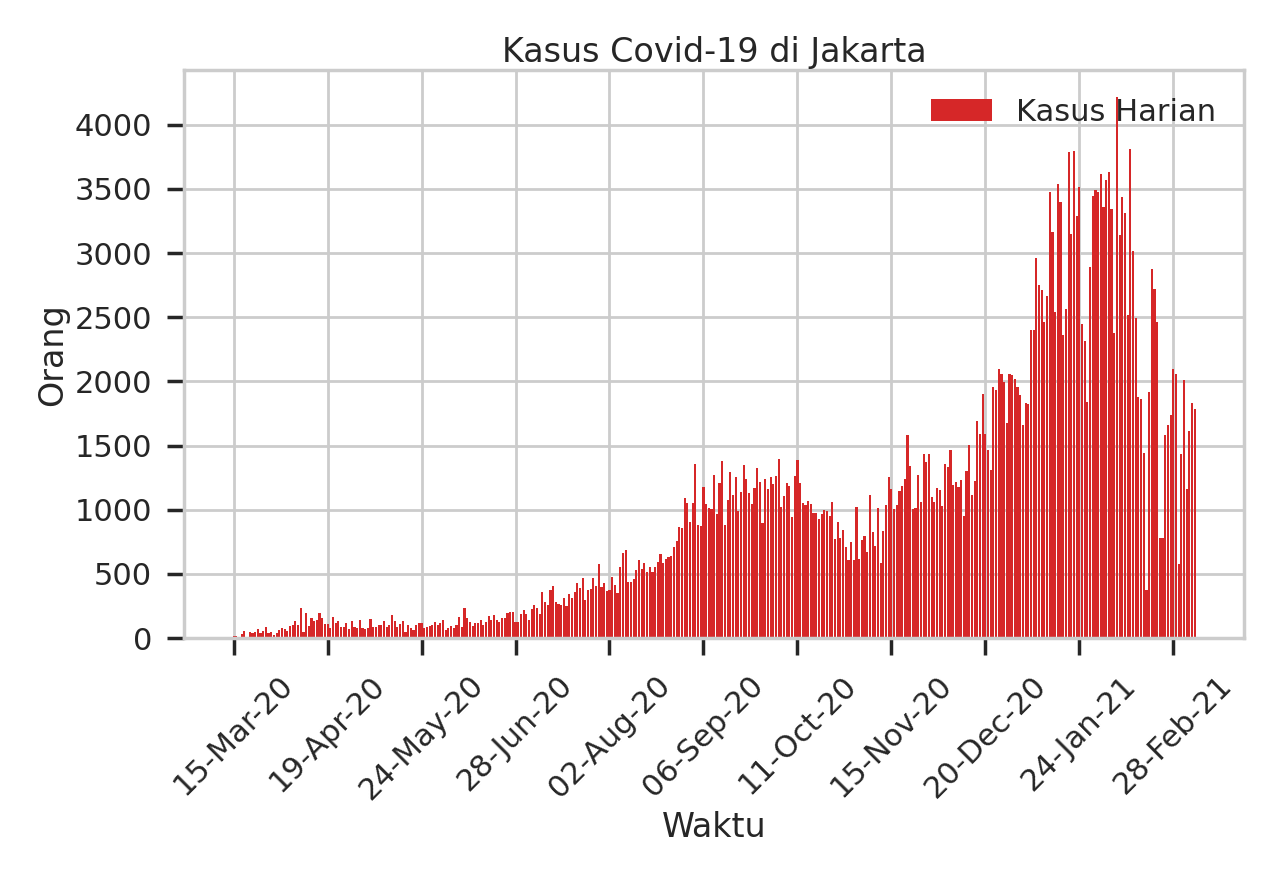 Kasus Covid-19 di Jakarta
Kasus Harian
Orang
4000
3500
3000
2500
2000
1500
1000
500
0
15-Mar-20
19-Apr-20
24-May-20
28-Jun-20
02-Aug-20
06-Sep-20
11-Oct-20
15-Nov-20
20-Dec-20
24-Jan-21
28-Feb-21
Waktu